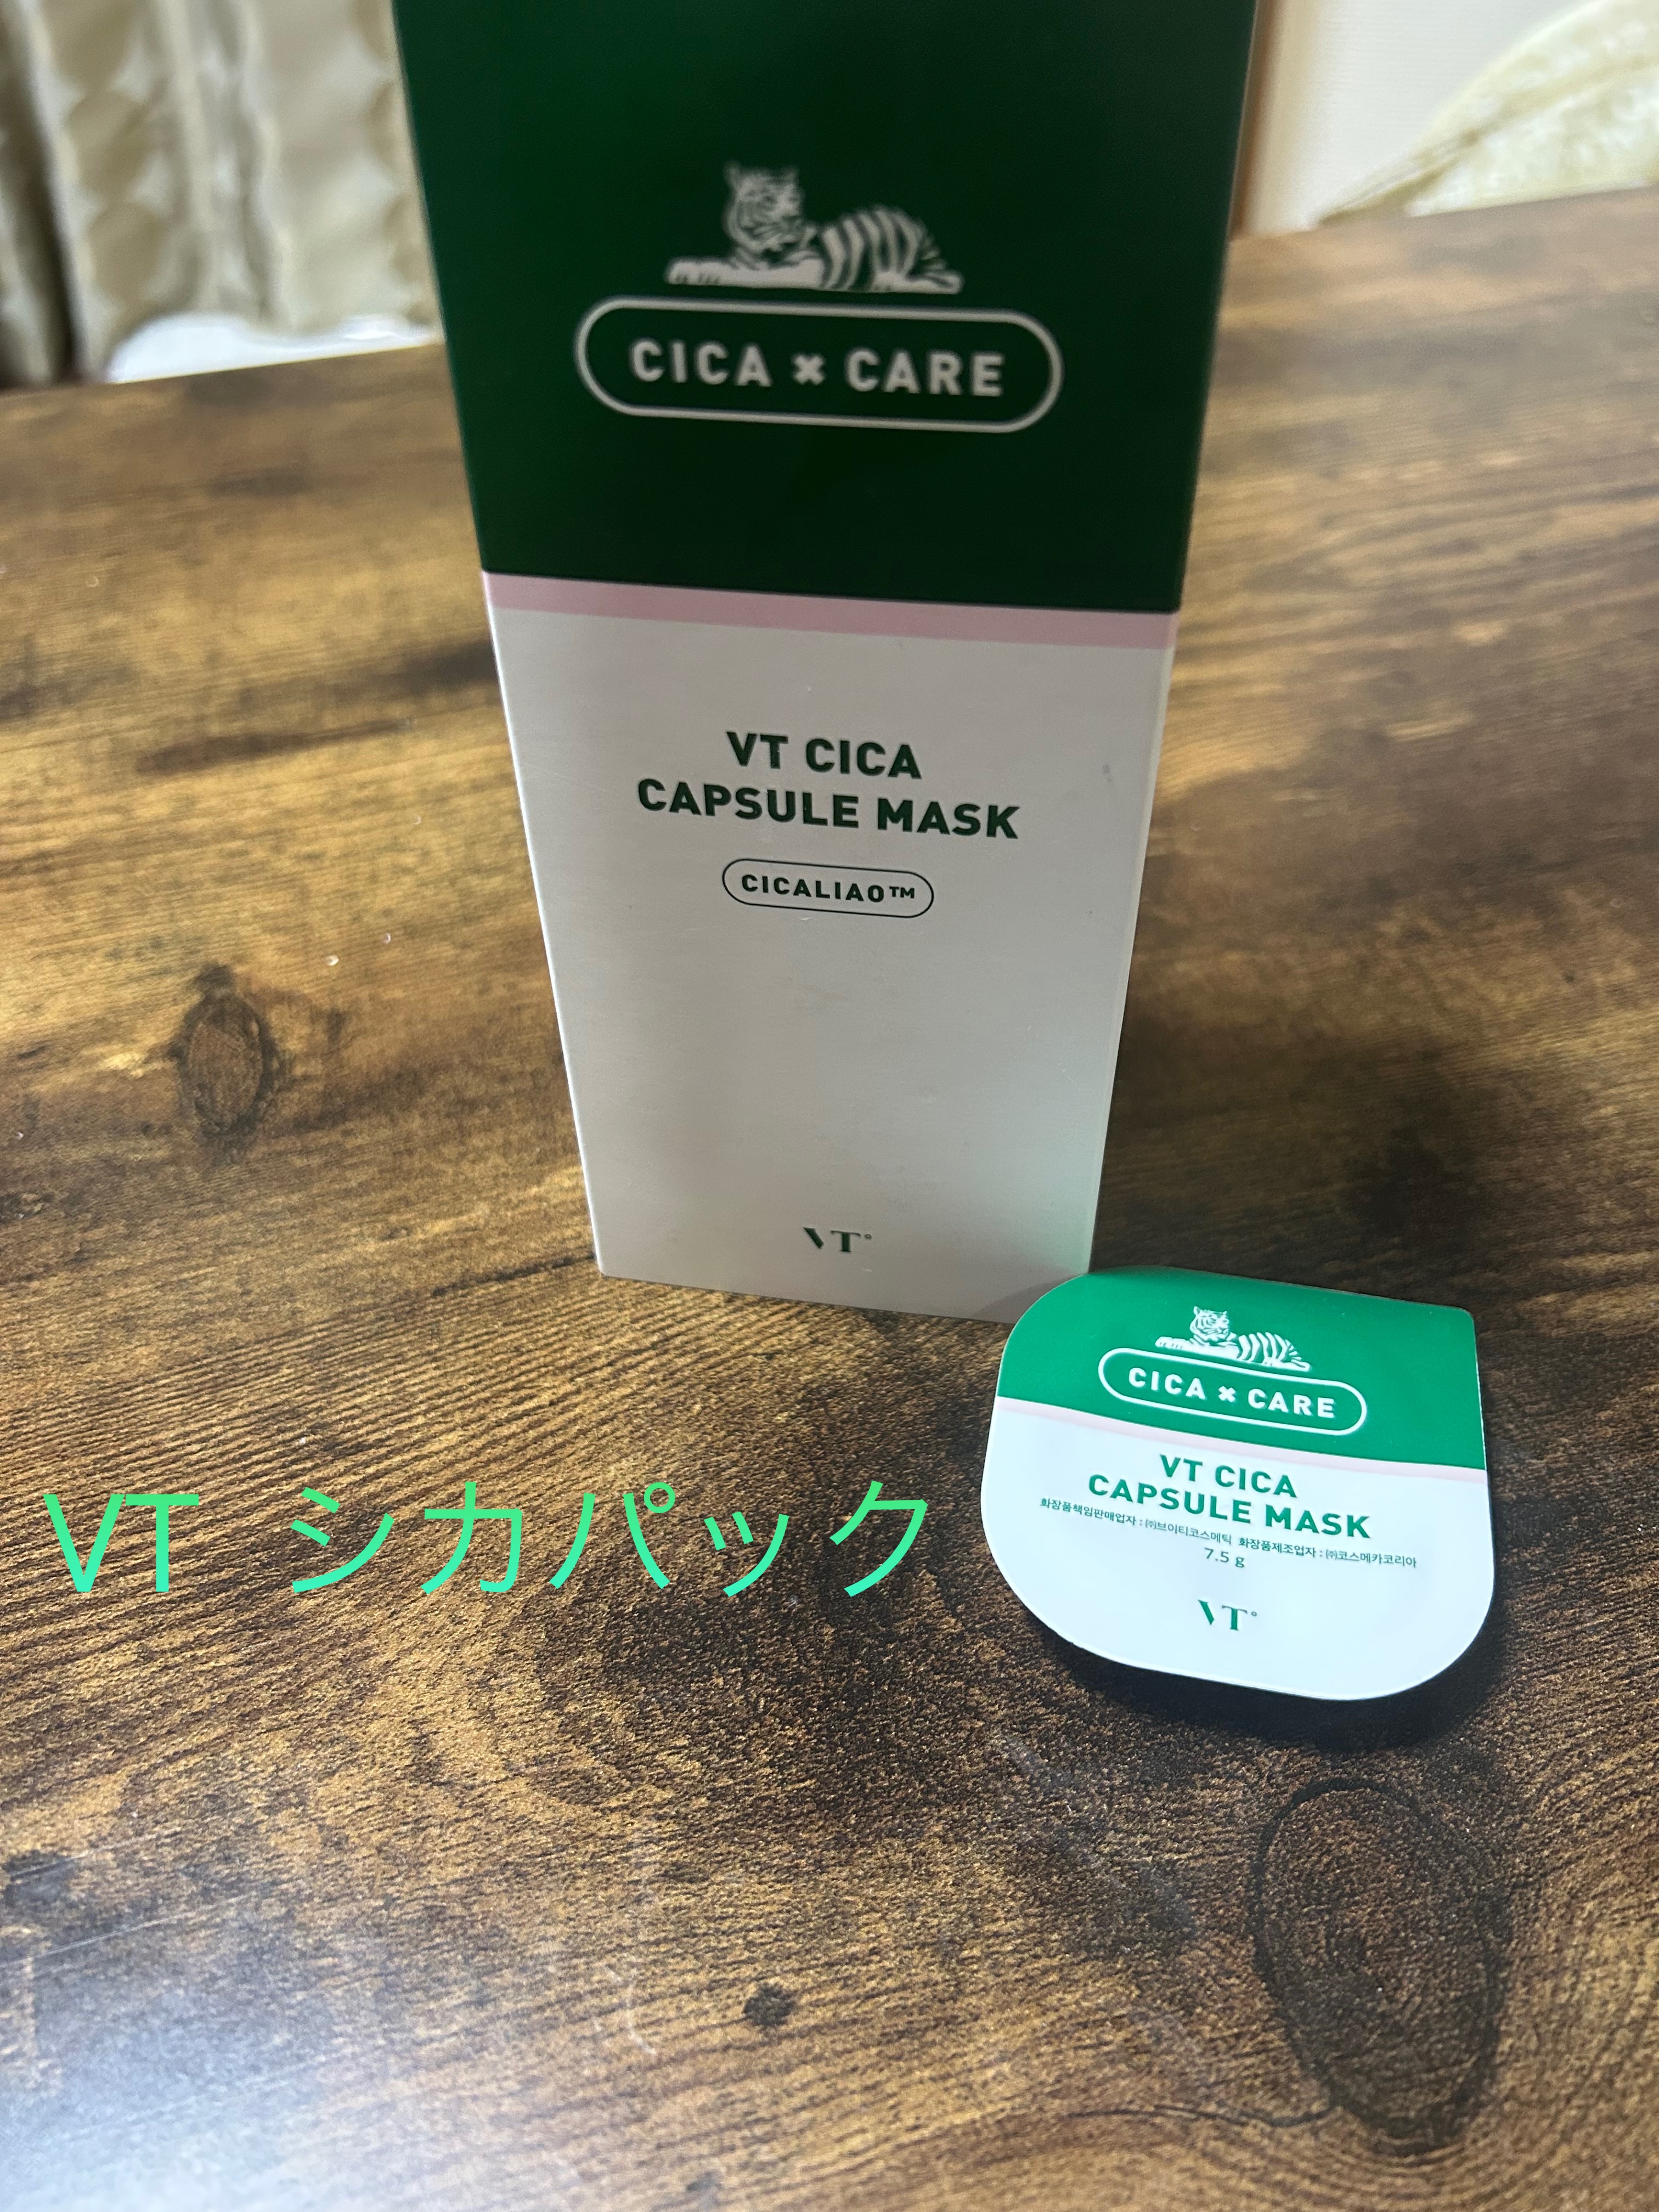 CICA × CARE
VT CICA
CAPSULE MASK
CICALIAO™
VT°
CICA × CARE
VT CICA
CAPSULE MASK
화장품책임판매업자 : ㈜브이티코스메틱 화장품제조업자 : ㈜코스메카코리아
7.5 g
VT°
VT シカパック